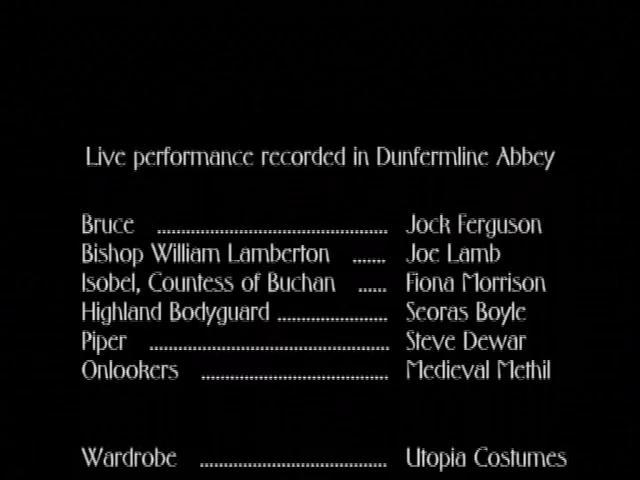 Live performance recorded in Dunfermline Abbey
Bruce ............................................... Jock Ferguson
Bishop William Lamberton ....... Joe Lamb
Isobel, Countess of Buchan ...... Fiona Morrison
Highland Bodyguard ....................... Seoras Boyle
Piper ................................................. Steve Dewar
Onlookers ...................................... Medieval Methil
Wardrobe ...................................... Utopia Costumes